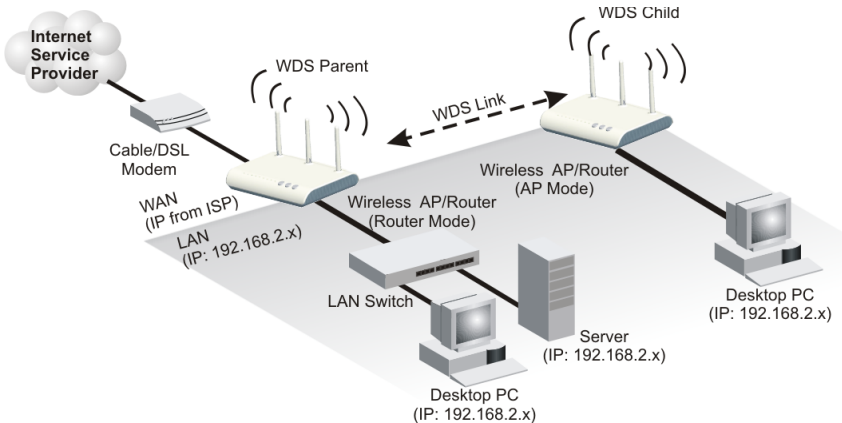 Internet
Service
Provider
WDS Child
WDS Parent
WDS Link
Cable/DSL
Modem
Wireless AP/Router
(AP Mode)
WAN
(IP from ISP)
LAN
(IP: 192.168.2.x)
Wireless AP/Router
(Router Mode)
LAN Switch
Desktop PC
(IP: 192.168.2.x)
Server
(IP: 192.168.2.x)
Desktop PC
(IP: 192.168.2.x)